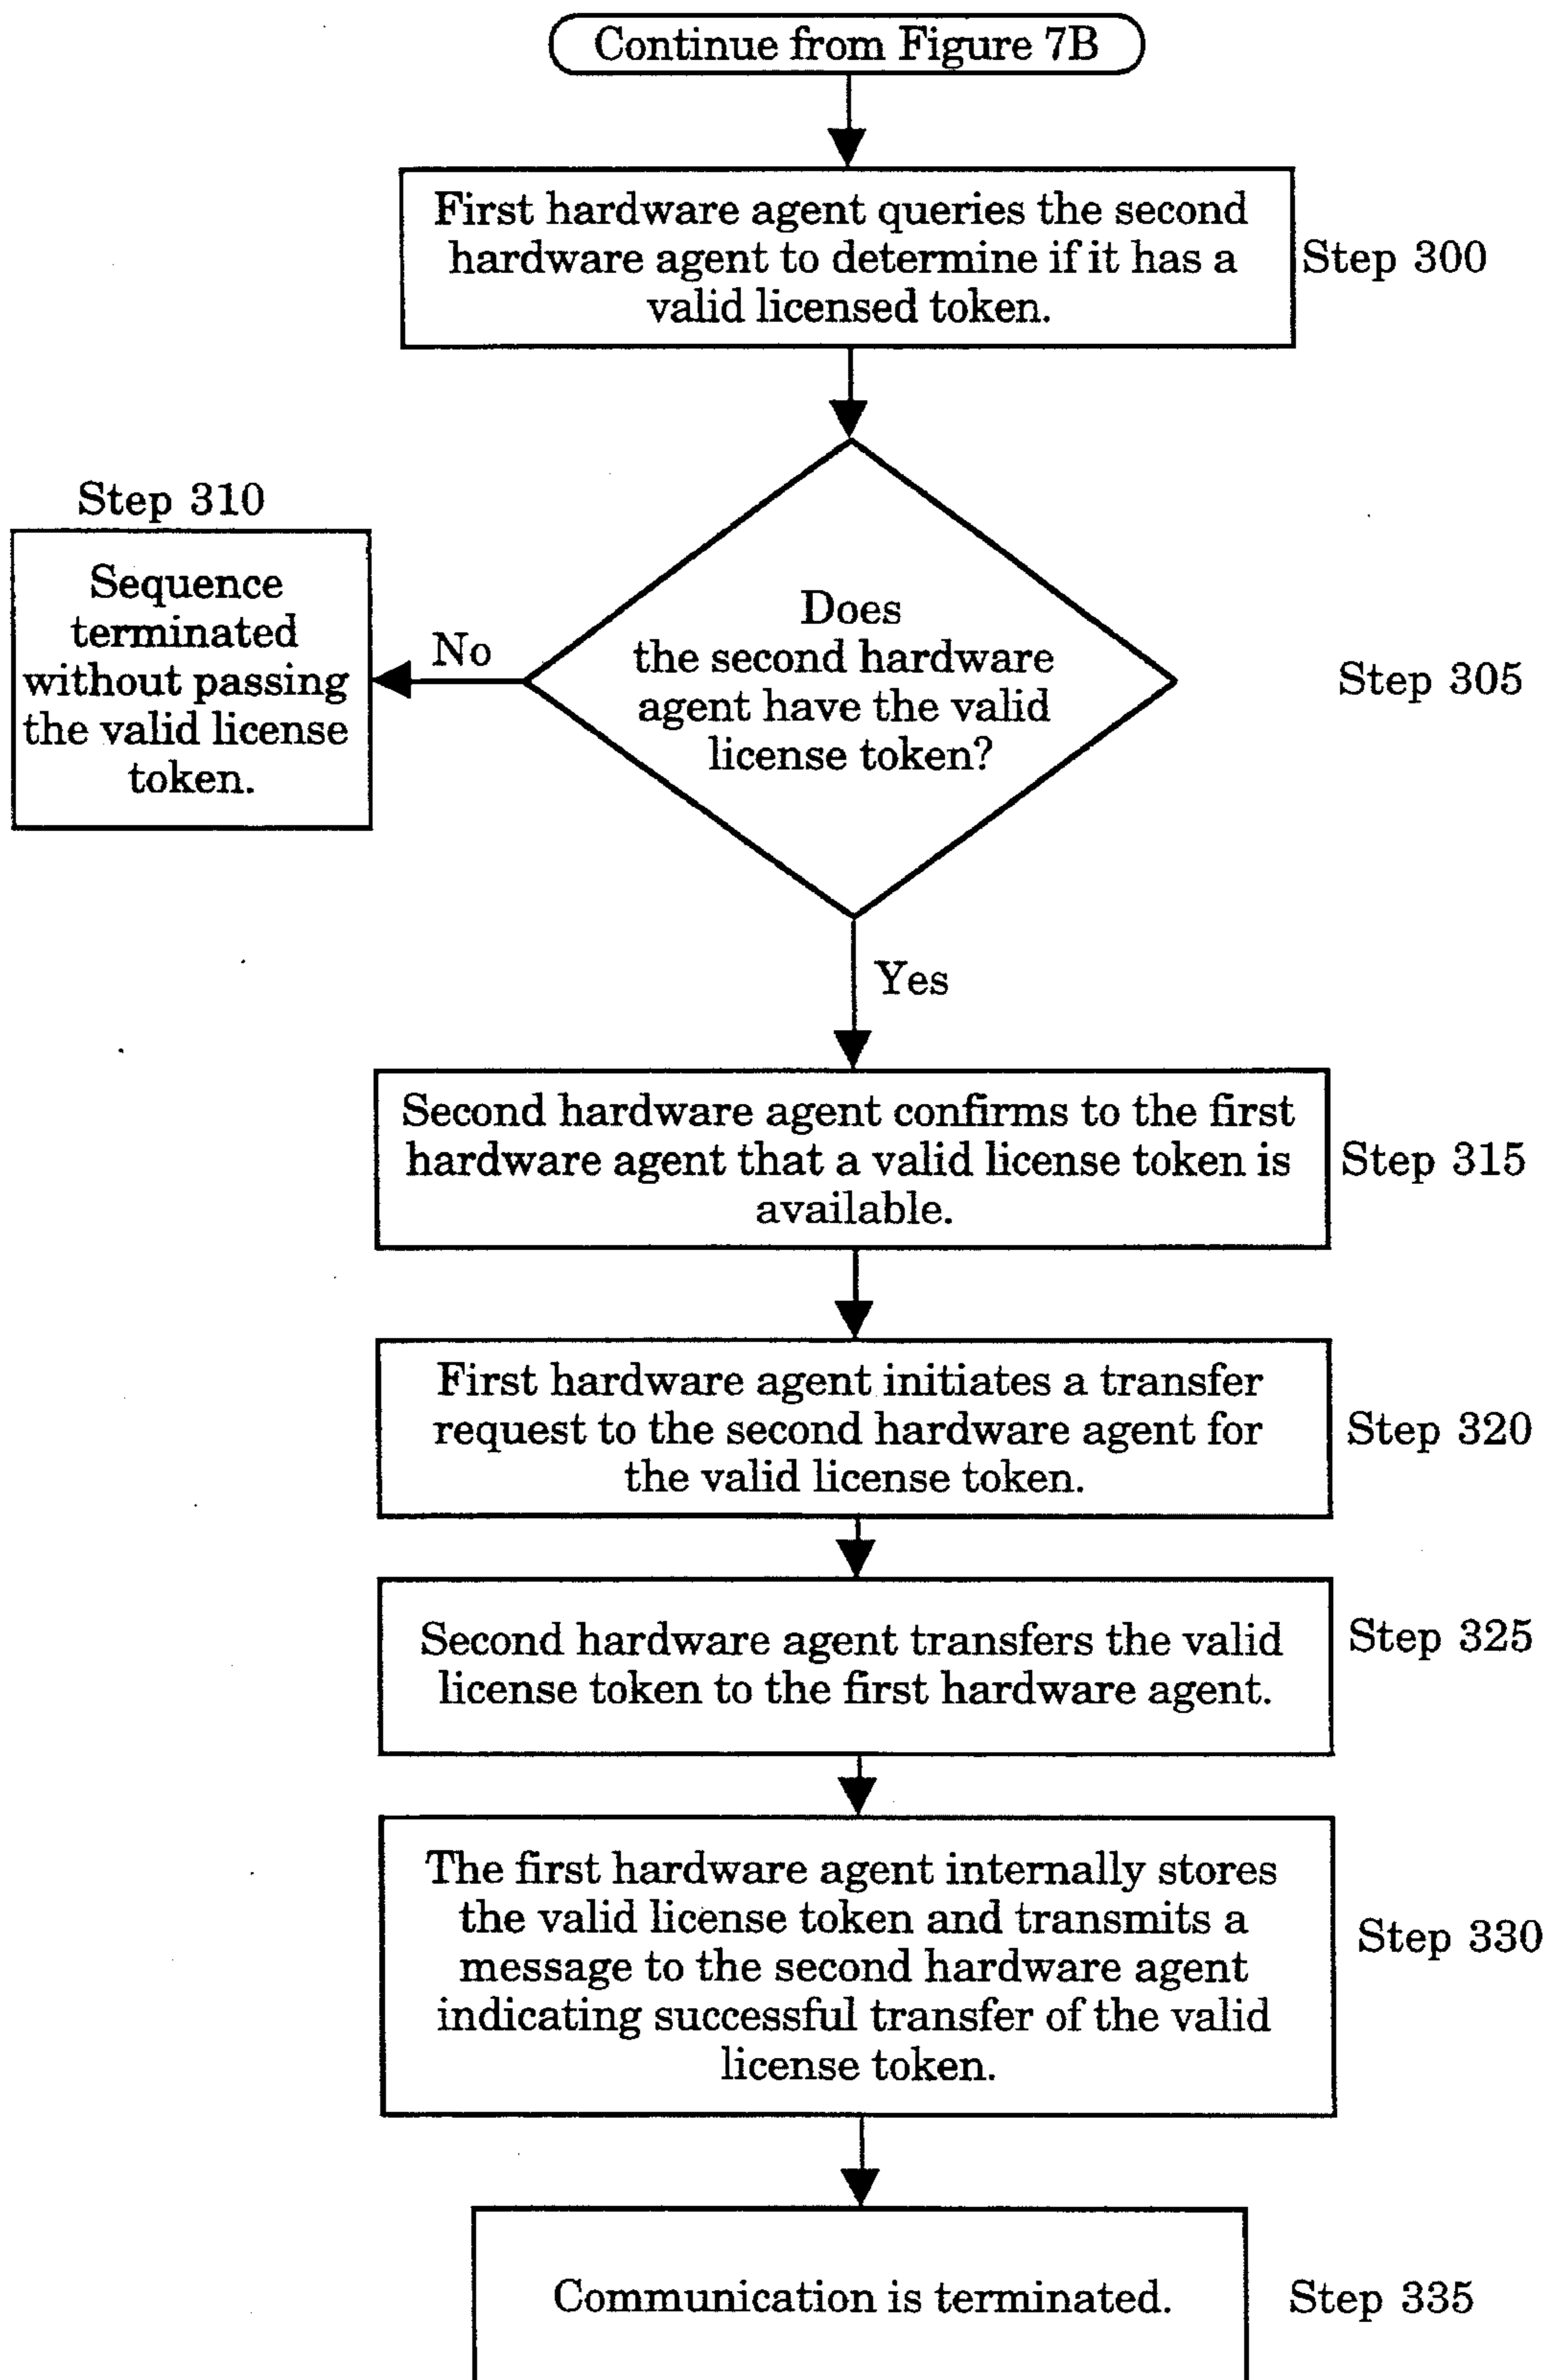 Continue from Figure 7B
First hardware agent queries the second
hardware agent to determine if it has a
valid licensed token.
Step 300
Step 310
Sequence
terminated
without passing
the valid license
token.
No
Does
the second hardware
agent have the valid
license token?
Step 305
Yes
Second hardware agent confirms to the first
hardware agent that a valid license token is
available.
Step 315
First hardware agent initiates a transfer
request to the second hardware agent for
the valid license token.
Step 320
Second hardware agent transfers the valid
license token to the first hardware agent.
Step 325
The first hardware agent internally stores
the valid license token and transmits a
message to the second hardware agent
indicating successful transfer of the valid
license token.
Step 330
Communication is terminated.
Step 335